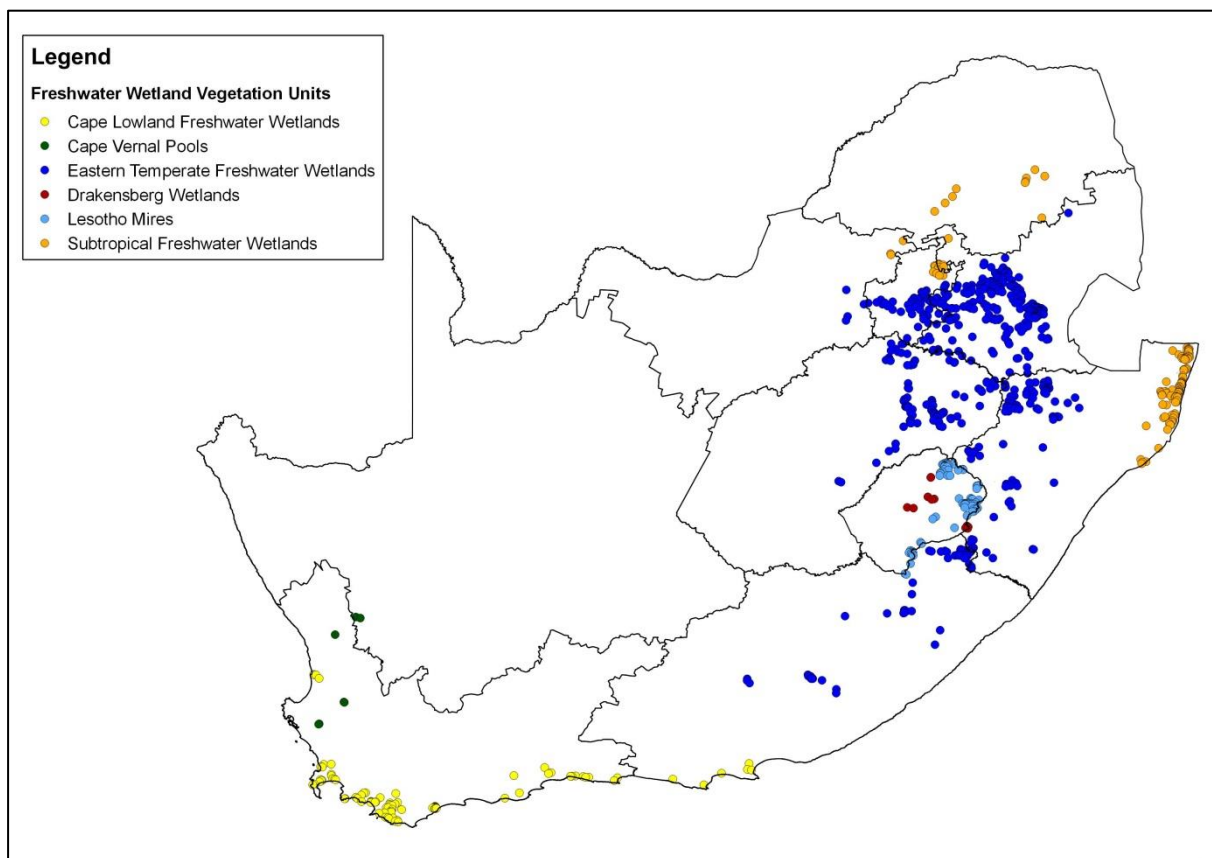 Legend
Freshwater Wetland Vegetation Units
Cape Lowland Freshwater Wetlands
Cape Vernal Pools
Eastern Temperate Freshwater Wetlands
Drakensberg Wetlands
Lesotho Mires
Subtropical Freshwater Wetlands